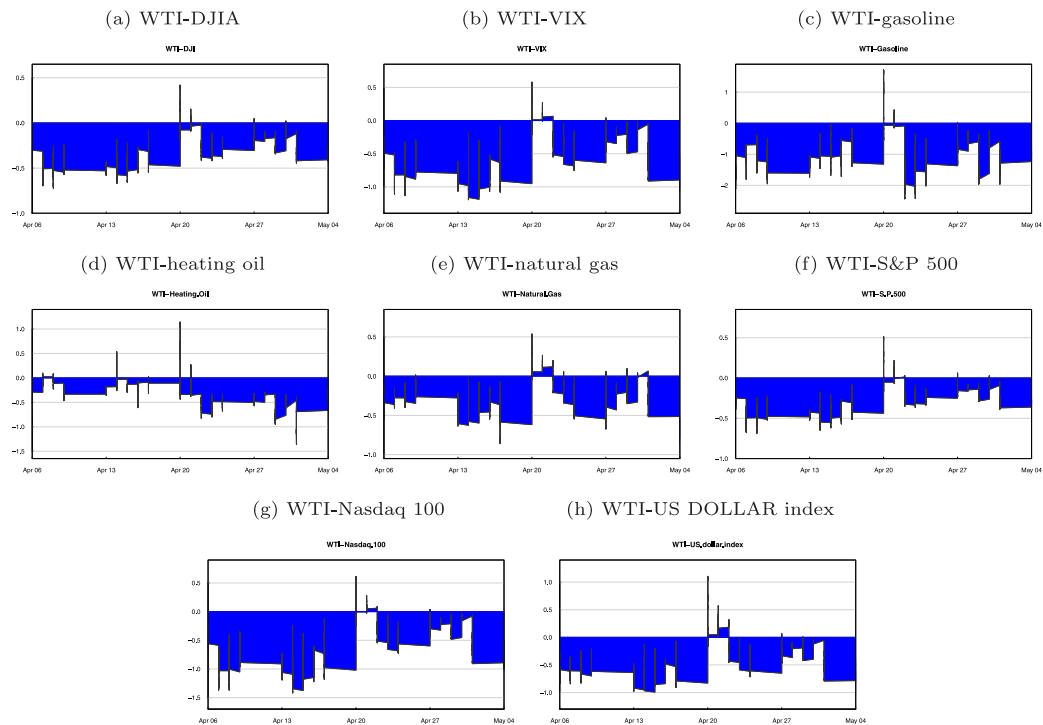 (a) WTI-DJIA (b) WTI-VIX (c) WTI-gasoline
WTI-DJI WTI-VIX WTI-Gasoline
0.5
0.0
−0.5
−1.0
Apr 06 Apr 13 Apr 20 Apr 27 May 04
0.5
0.0
−0.5
−1.0
Apr 06 Apr 13 Apr 20 Apr 27 May 04
1
0
−1
−2
Apr 06 Apr 13 Apr 20 Apr 27 May 04
(d) WTI-heating oil (e) WTI-natural gas (f) WTI-S&P 500
WTI-Heating.Oil WTI-Natural.Gas WTI-S.P.500
1.0
0.5
0.0
−0.5
−1.0
−1.5
Apr 06 Apr 13 Apr 20 Apr 27 May 04
0.5
0.0
−0.5
−1.0
Apr 06 Apr 13 Apr 20 Apr 27 May 04
0.5
0.0
−0.5
−1.0
Apr 06 Apr 13 Apr 20 Apr 27 May 04
(g) WTI-Nasdaq 100 (h) WTI-US DOLLAR index
WTI-Nasdaq.100 WTI-US.dollar.index
0.5
0.0
−0.5
−1.0
−1.5
Apr 06 Apr 13 Apr 20 Apr 27 May 04
1.0
0.5
0.0
−0.5
−1.0
Apr 06 Apr 13 Apr 20 Apr 27 May 04